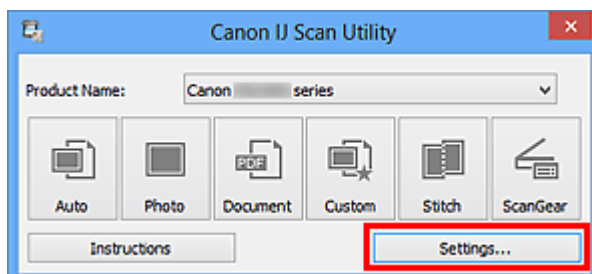 Canon IJ Scan Utility
Product Name: Canon series
PDF
Auto Photo Document Custom Stitch ScanGear
Instructions Settings...